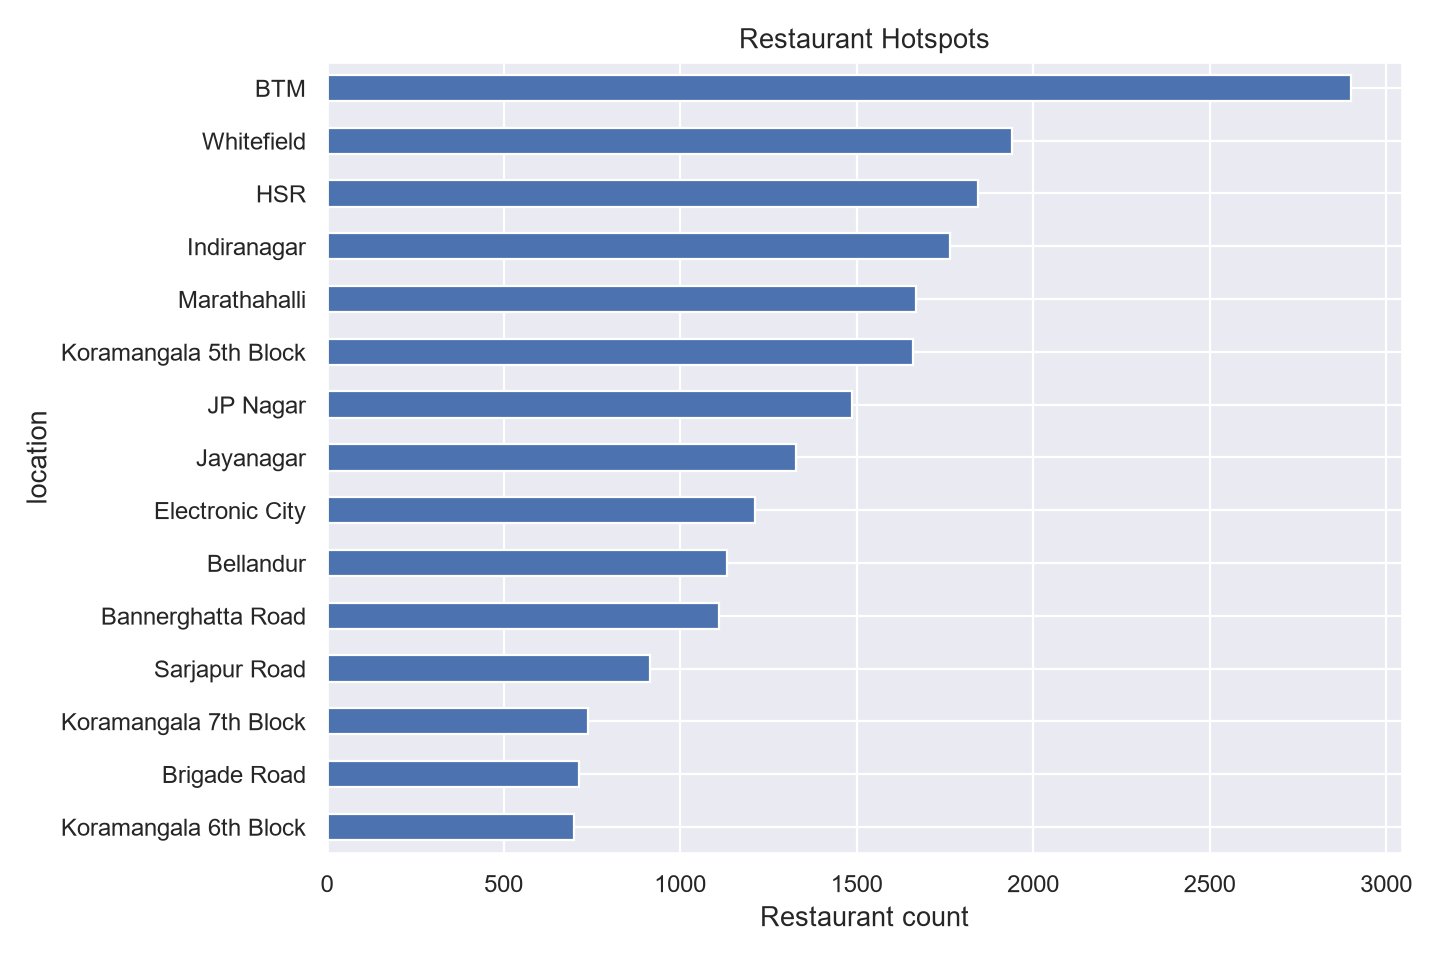 Restaurant Hotspots
BTM
Whitefield
HSR
Indiranagar
Marathahalli
Koramangala 5th Block
JP Nagar
Jayanagar
Electronic City
Bellandur
Bannerghatta Road
Sarjapur Road
Koramangala 7th Block
Brigade Road
Koramangala 6th Block
location
0 500 1000 1500 2000 2500 3000
Restaurant count